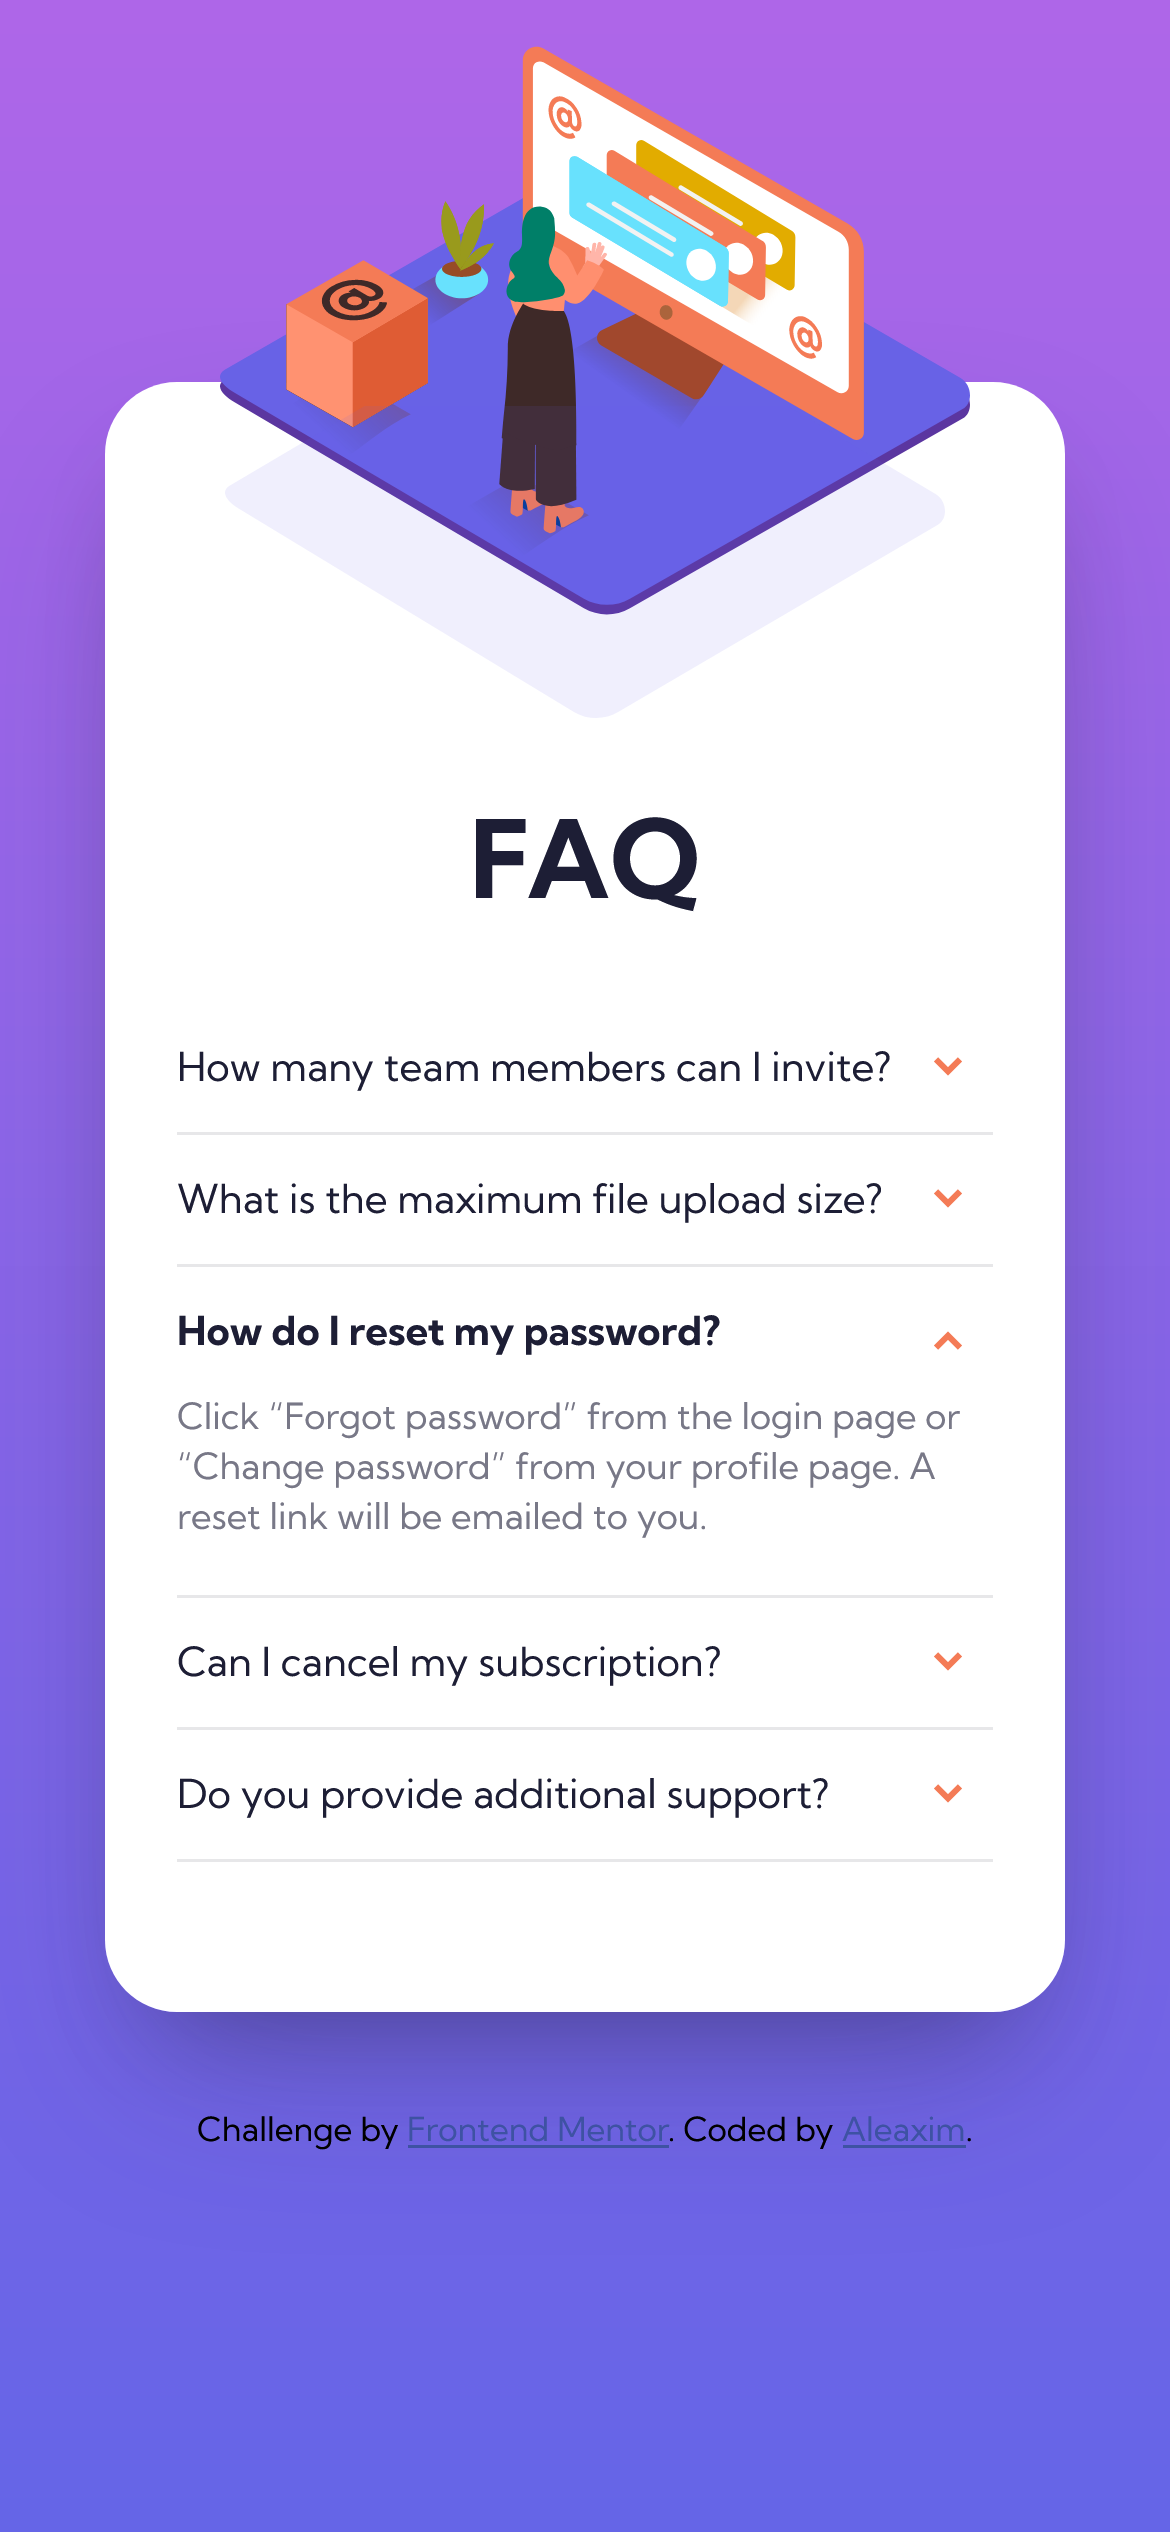 @
@
@
FAQ
How many team members can I invite?
What is the maximum file upload size?
How do I reset my password?
Click “Forgot password” from the login page or
“Change password” from your profile page. A
reset link will be emailed to you.
Can I cancel my subscription?
Do you provide additional support?
Challenge by Frontend Mentor. Coded by Aleaxim.